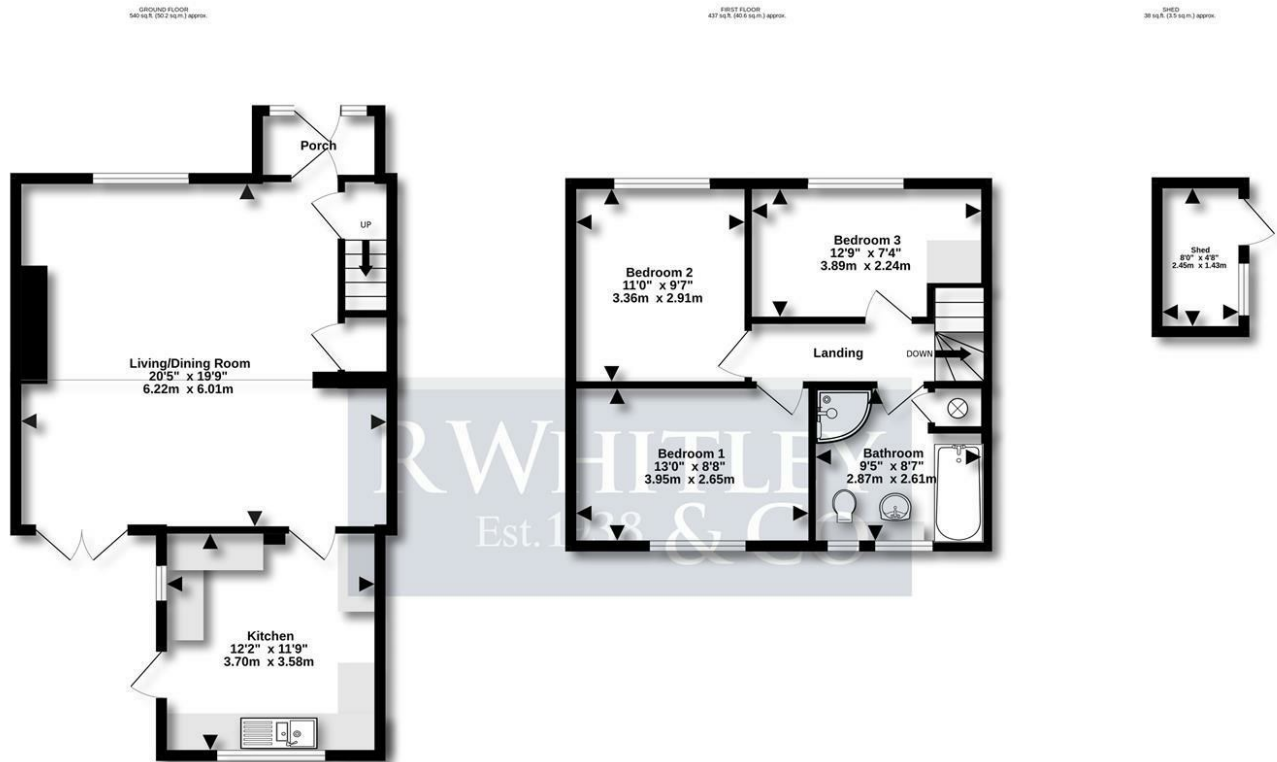 GROUND FLOOR
540 sq.ft. (50.2 sq.m.) approx.
FIRST FLOOR
437 sq.ft. (40.6 sq.m.) approx.
SHED
38 sq.ft. (3.5 sq.m.) approx.
Porch
UP
Living/Dining Room
20'5" x 19'9"
6.22m x 6.01m
Kitchen
12'2" x 11'9"
3.70m x 3.58m
Bedroom 2
11'0" x 9'7"
3.36m x 2.91m
Bedroom 3
12'9" x 7'4"
3.89m x 2.24m
Landing
DOWN
Bedroom 1
13'0" x 8'8"
3.95m x 2.65m
Bathroom
9'5" x 8'7"
2.87m x 2.61m
Shed
8'0" x 4'8"
2.45m x 1.43m
R WHITLEY
Est. 1938 & CO